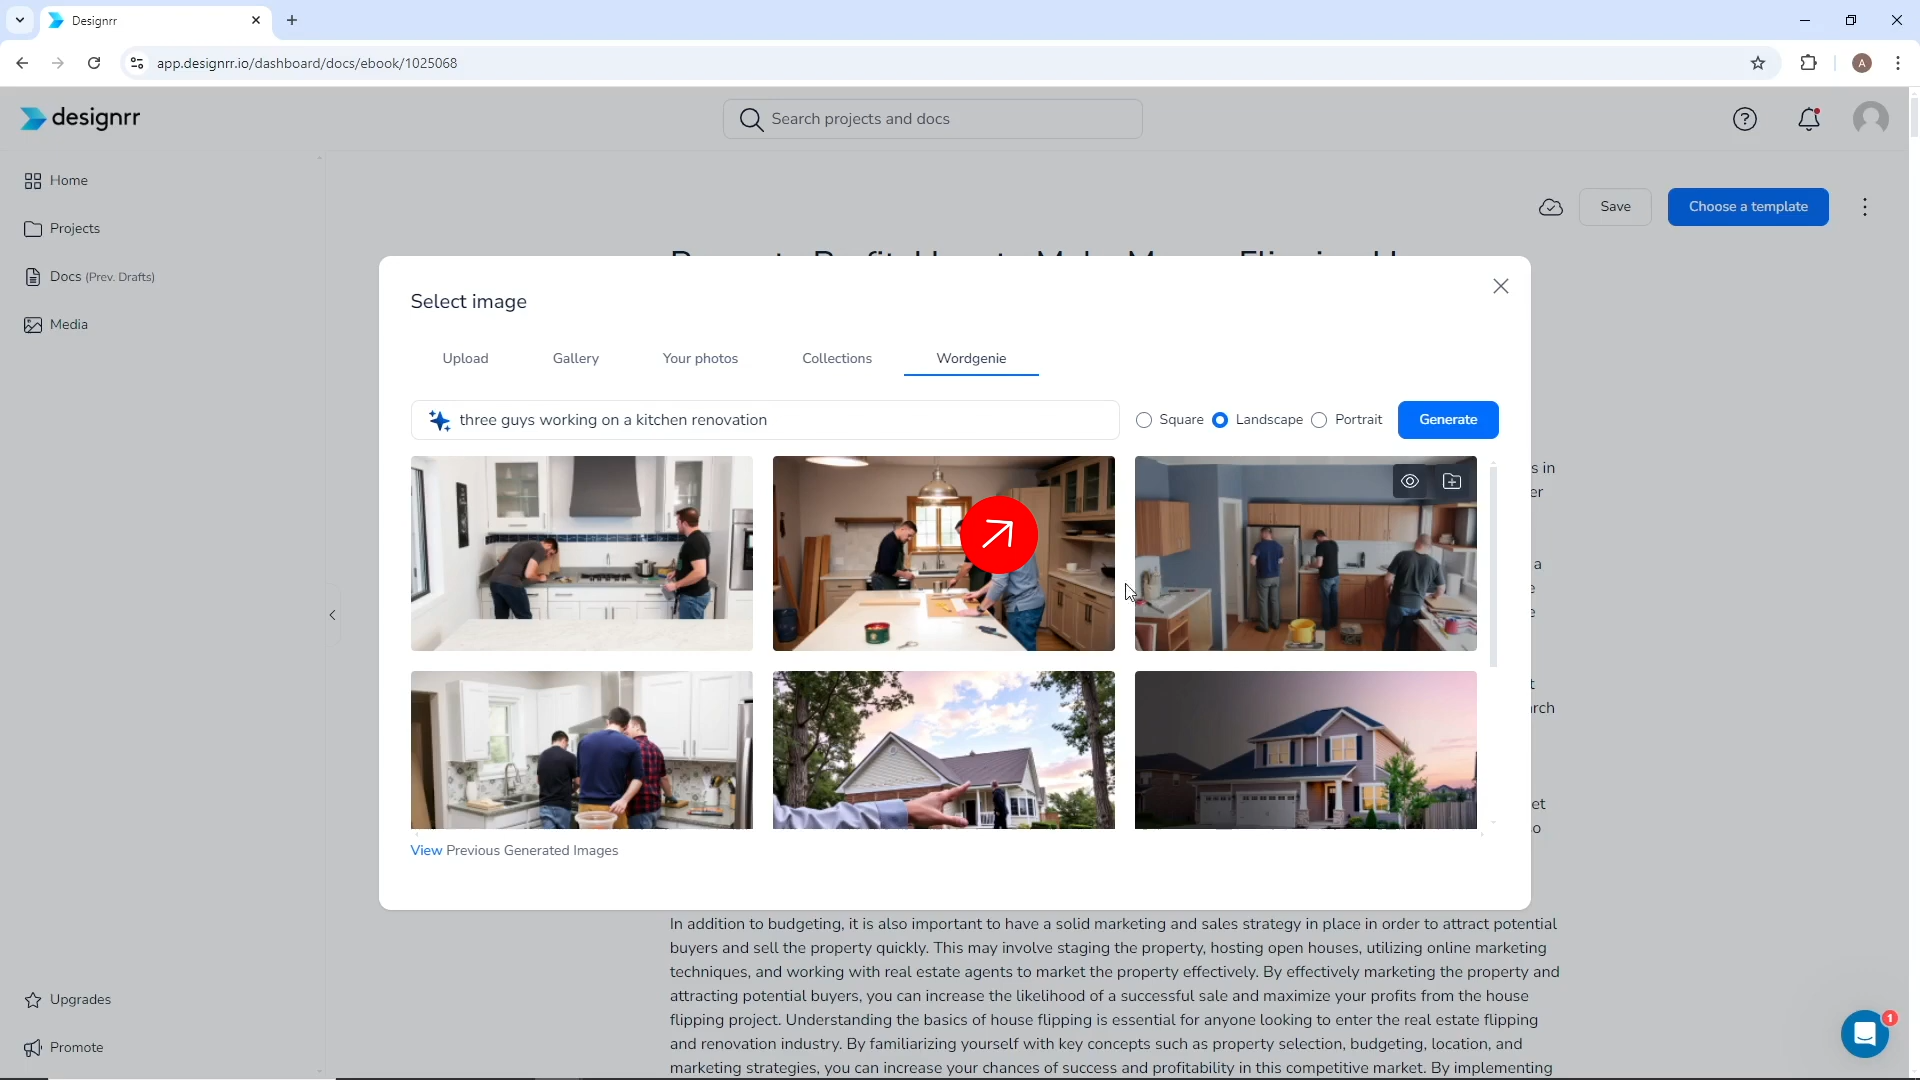 Designrr
app.designrr.io/dashboard/docs/ebook/1025068
A
designrr
Search projects and docs
Home
Projects
Docs (Prev. Drafts)
Media
Save
Choose a template
Select image
Upload
Gallery
Your photos
Collections
Wordgenie
three guys working on a kitchen renovation
Square
Landscape
Portrait
Generate
s in
er
a
e
e
t
rch
et
o
View Previous Generated Images
In addition to budgeting, it is also important to have a solid marketing and sales strategy in place in order to attract potential
buyers and sell the property quickly. This may involve staging the property, hosting open houses, utilizing online marketing
techniques, and working with real estate agents to market the property effectively. By effectively marketing the property and
attracting potential buyers, you can increase the likelihood of a successful sale and maximize your profits from the house
flipping project. Understanding the basics of house flipping is essential for anyone looking to enter the real estate flipping
and renovation industry. By familiarizing yourself with key concepts such as property selection, budgeting, location, and
marketing strategies, you can increase your chances of success and profitability in this competitive market. By implementing
Upgrades
Promote
1